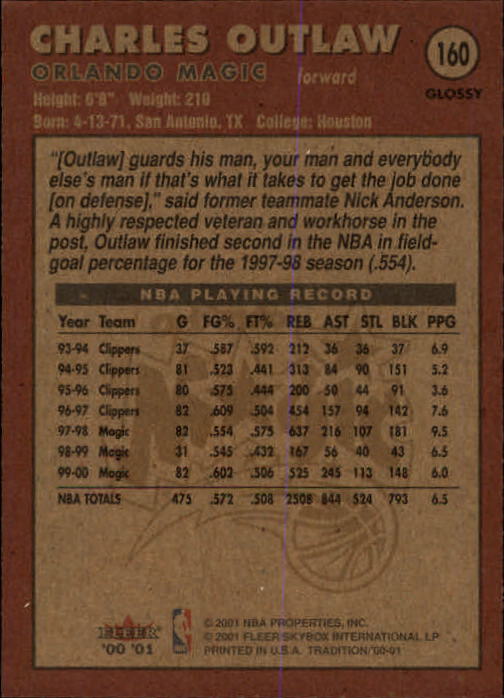 CHARLES OUTLAW
160
ORLANDO MAGIC forward
GLOSSY
Height: 6'8" Weight: 210
Born: 4-13-71, San Antonio, TX College: Houston
"[Outlaw] guards his man, your man and everybody
else's man if that's what it takes to get the job done
[on defense]," said former teammate Nick Anderson.
A highly respected veteran and workhorse in the
post, Outlaw finished second in the NBA in field-
goal percentage for the 1997-98 season (.554).
NBA PLAYING RECORD
Year Team G FG% FT% REB AST STL BLK PPG
93-94 Clippers 37 .587 .592 212 36 36 37 6.9
94-95 Clippers 81 .523 .441 313 84 90 151 5.2
95-96 Clippers 80 .575 .444 200 50 44 91 3.6
96-97 Clippers 82 .609 .504 454 157 94 142 7.6
97-98 Magic 82 .554 .575 637 216 107 181 9.5
98-99 Magic 31 .545 .432 167 56 40 43 6.5
99-00 Magic 82 .602 .506 525 245 113 148 6.0
NBA TOTALS 475 .572 .508 2508 844 524 793 6.5
FLEER
'00 '01
© 2001 NBA PROPERTIES, INC.
© 2001 FLEER SKYBOX INTERNATIONAL LP
PRINTED IN U.S.A. TRADITION/'00-01